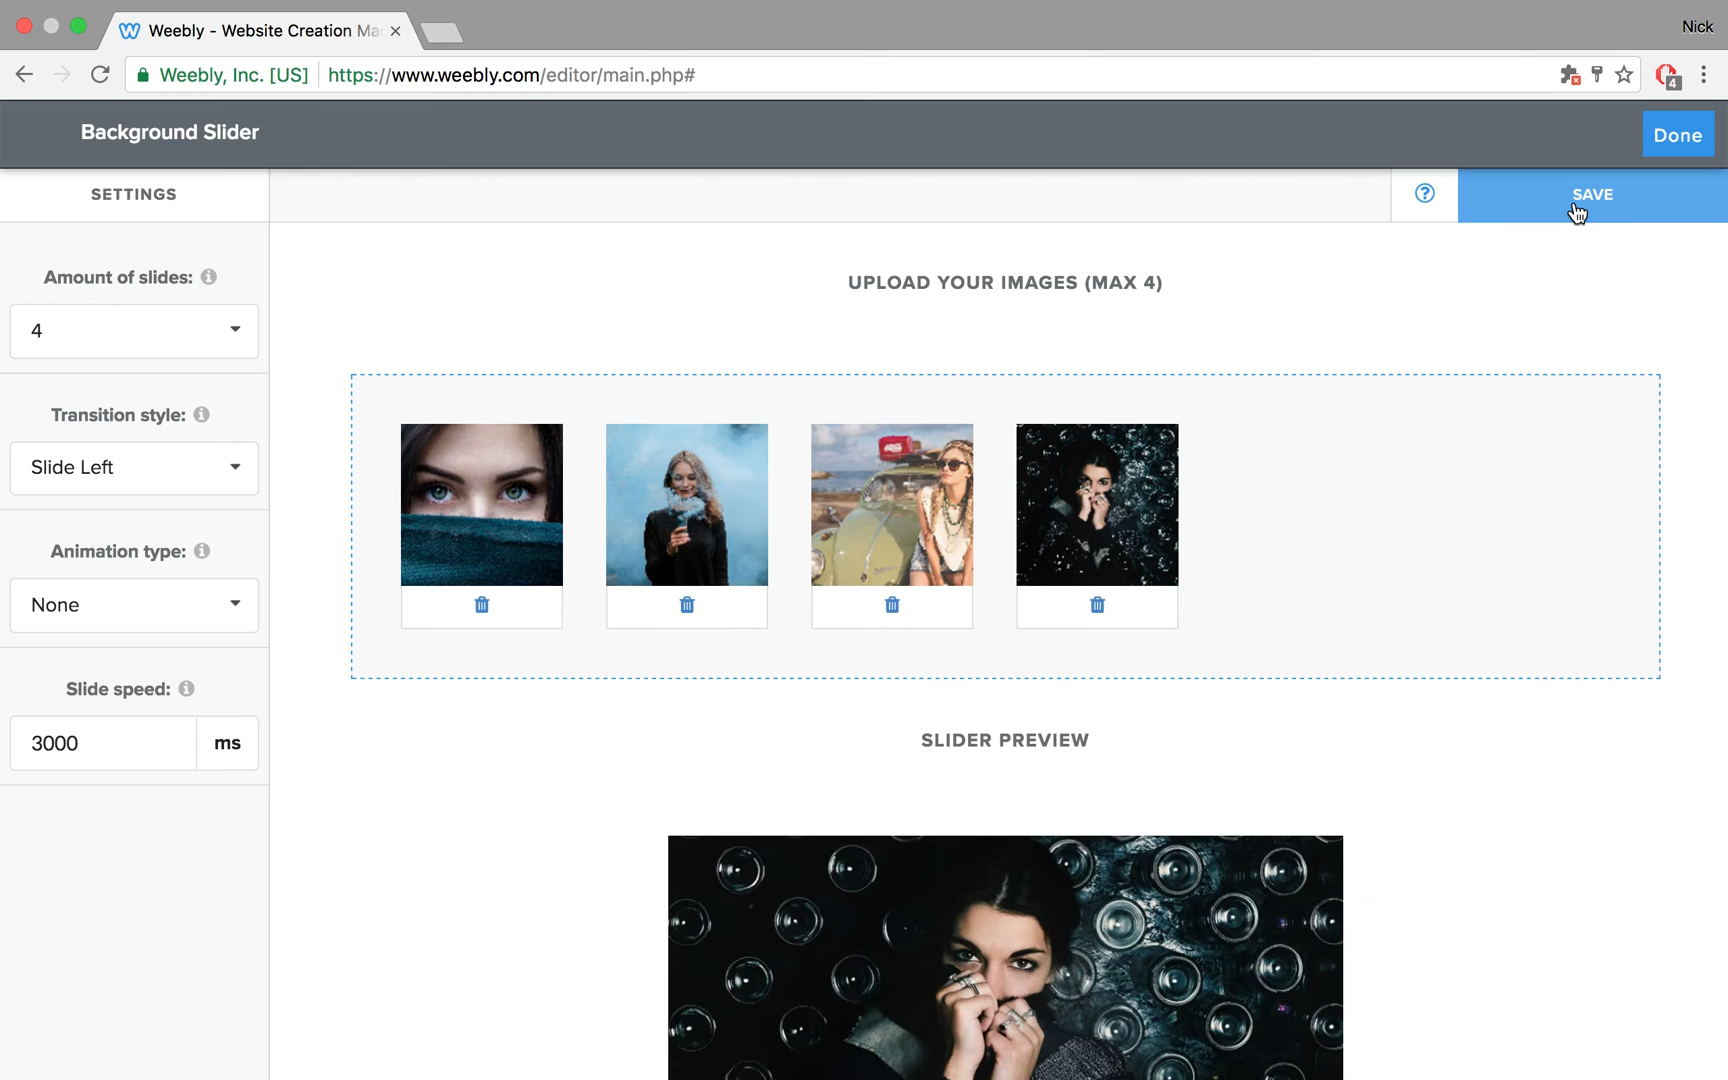 Weebly - Website Creation Ma
Nick
Weebly, Inc. [US]
https://www.weebly.com/editor/main.php#
4
Background Slider
Done
SETTINGS
?
SAVE
Amount of slides:
4
Transition style:
Slide Left
Animation type:
None
Slide speed:
3000
ms
UPLOAD YOUR IMAGES (MAX 4)
SLIDER PREVIEW